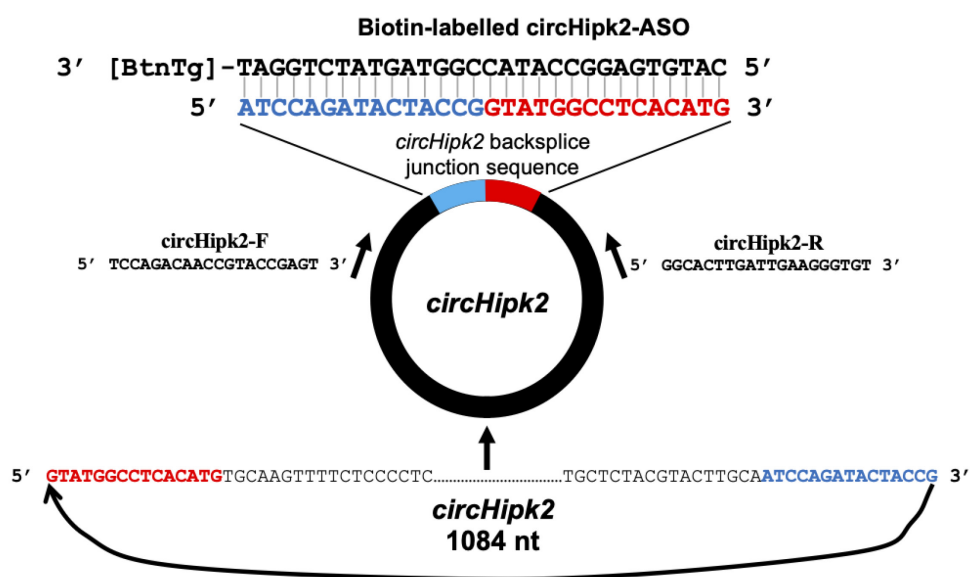 Biotin-labelled circHipk2-ASO
3’ [BtnTg]-TAGGTCTATGATGGCCATACCGGAGTGTAC 5’
5’ ATCCAGATACTACCGGTATGGCCTCACATG 3’
circHipk2 backsplice
junction sequence
circHipk2-F
5’ TCCAGACAACCGTACCGAGT 3’
circHipk2-R
5’ GGCACTTGATTGAAGGGTGT 3’
circHipk2
5’ GTATGGCCTCACATGTGCAAGTTTTCTCCCCTC..............................TGCTCTACGTACTTGCAATCCAGATACTACCG 3’
circHipk2
1084 nt